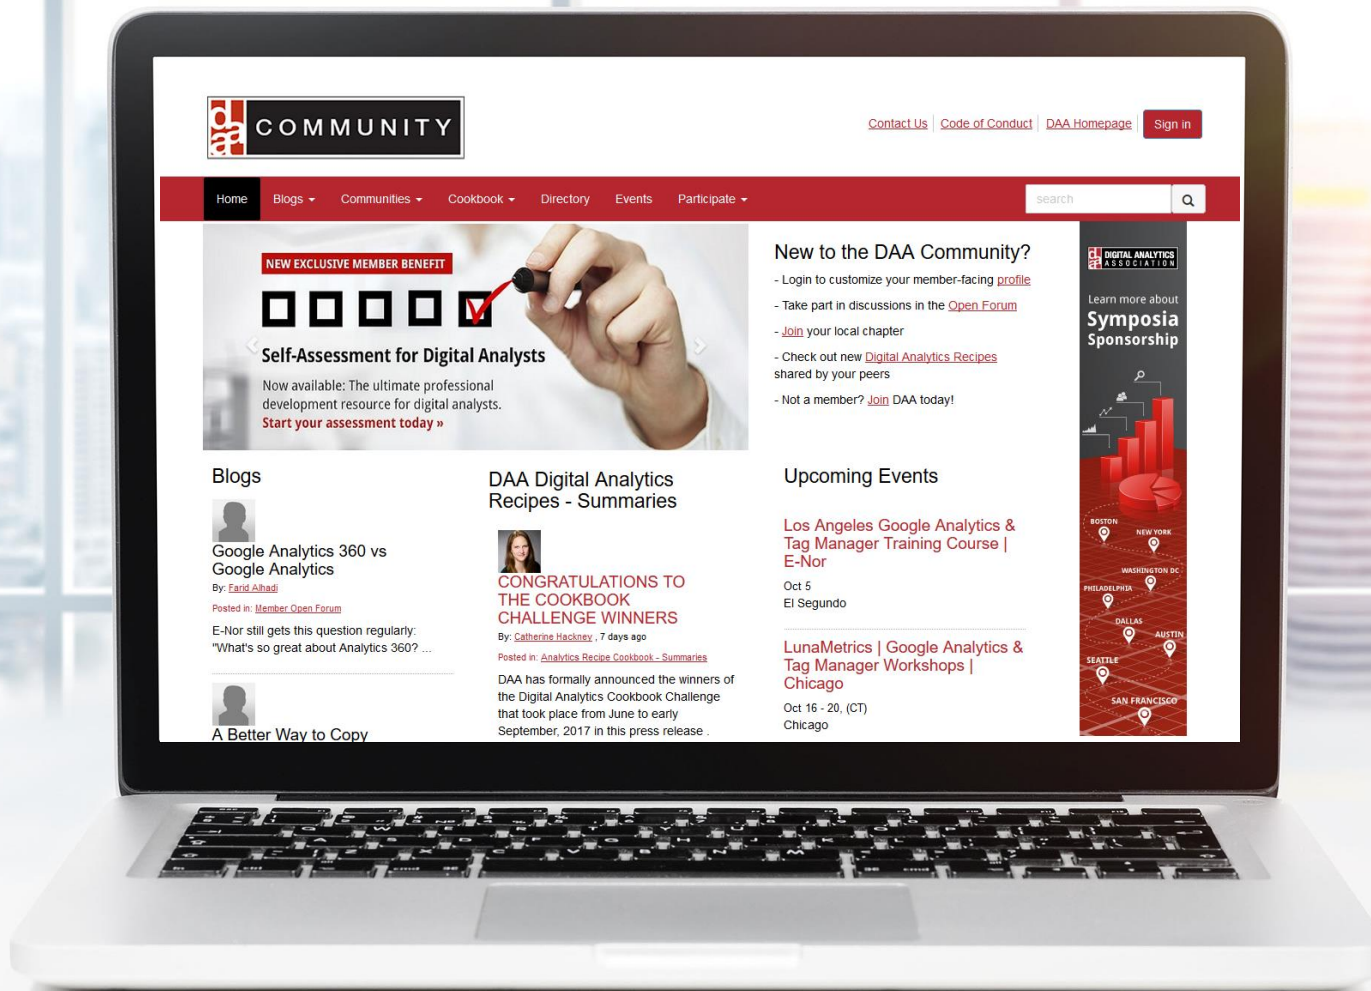 daa COMMUNITY
Contact Us
Code of Conduct
DAA Homepage
Sign in
Home
Blogs
Communities
Cookbook
Directory
Events
Participate
search
NEW EXCLUSIVE MEMBER BENEFIT
Self-Assessment for Digital Analysts
Now available: The ultimate professional
development resource for digital analysts.
Start your assessment today »
New to the DAA Community?
- Login to customize your member-facing profile
- Take part in discussions in the Open Forum
- Join your local chapter
- Check out new Digital Analytics Recipes
shared by your peers
- Not a member? Join DAA today!
DIGITAL ANALYTICS
ASSOCIATION
Learn more about
Symposia
Sponsorship
BOSTON
NEW YORK
WASHINGTON DC
PHILADELPHIA
DALLAS
AUSTIN
SEATTLE
SAN FRANCISCO
Blogs
Google Analytics 360 vs
Google Analytics
By: Farid Alhadi
Posted in: Member Open Forum
E-Nor still gets this question regularly:
"What's so great about Analytics 360? ...
A Better Way to Copy
DAA Digital Analytics
Recipes - Summaries
CONGRATULATIONS TO
THE COOKBOOK
CHALLENGE WINNERS
By: Catherine Hackney , 7 days ago
Posted in: Analytics Recipe Cookbook - Summaries
DAA has formally announced the winners of
the Digital Analytics Cookbook Challenge
that took place from June to early
September, 2017 in this press release .
Upcoming Events
Los Angeles Google Analytics &
Tag Manager Training Course |
E-Nor
Oct 5
El Segundo
LunaMetrics | Google Analytics &
Tag Manager Workshops |
Chicago
Oct 16 - 20, (CT)
Chicago